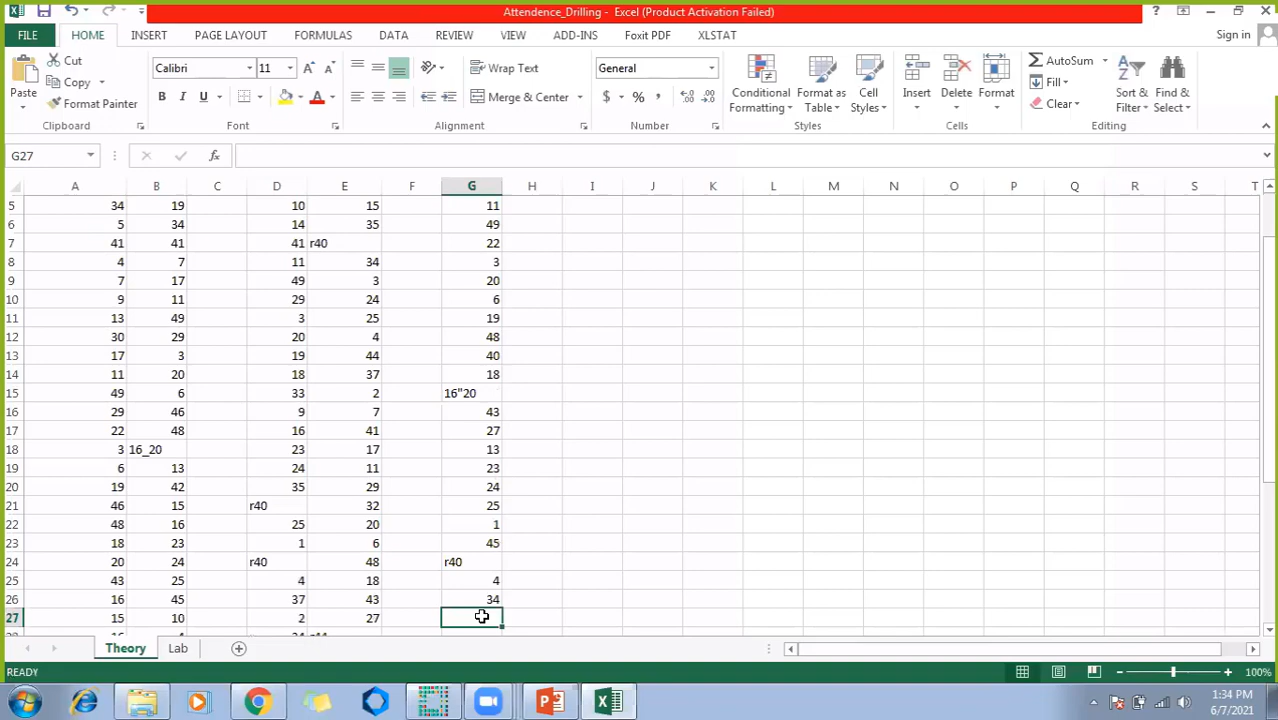 Attendence_Drilling - Excel (Product Activation Failed)
FILE HOME INSERT PAGE LAYOUT FORMULAS DATA REVIEW VIEW ADD-INS Foxit PDF XLSTAT Sign in
Cut
Copy
Format Painter
Paste
Clipboard
Calibri 11
B I U
Font
Wrap Text
Merge & Center
Alignment
General
$ % ,
Number
Conditional Formatting
Format as Table
Cell Styles
Styles
Insert Delete Format
Cells
AutoSum
Fill
Clear
Sort & Filter
Find & Select
Editing
G27 fx
A B C D E F G H I J K L M N O P Q R S T
5 34 19 10 15 11
6 5 34 14 35 49
7 41 41 41 r40 22
8 4 7 11 34 3
9 7 17 49 3 20
10 9 11 29 24 6
11 13 49 3 25 19
12 30 29 20 4 48
13 17 3 19 44 40
14 11 20 18 37 18
15 49 6 33 2 16"20
16 29 46 9 7 43
17 22 48 16 41 27
18 3 16_20 23 17 13
19 6 13 24 11 23
20 19 42 35 29 24
21 46 15 r40 32 25
22 48 16 25 20 1
23 18 23 1 6 45
24 20 24 r40 48 r40
25 43 25 4 18 4
26 16 45 37 43 34
27 15 10 2 27
Theory Lab
READY 100%
1:34 PM
6/7/2021